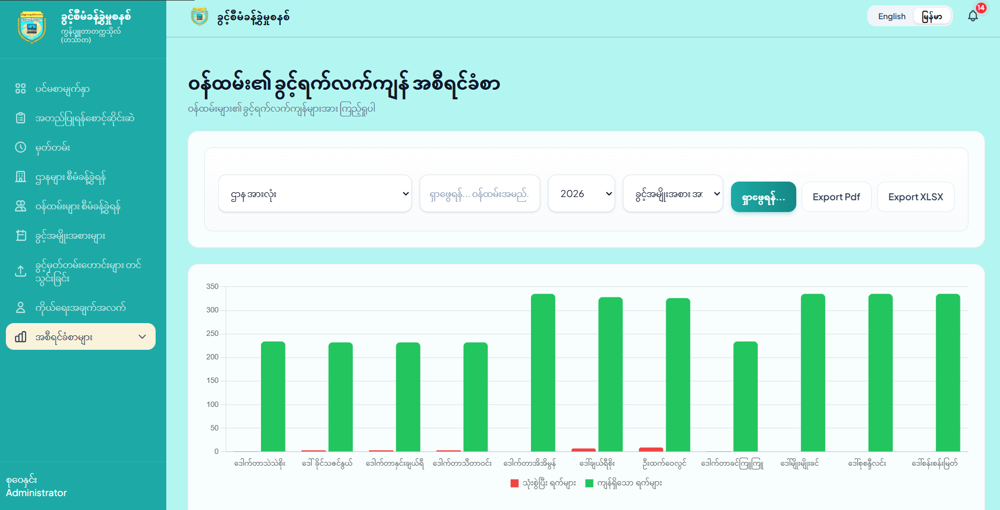 ခွင့်စီမံခန့်ခွဲမှုစနစ်
ကွန်ပျူတာတက္ကသိုလ်
(ဟင်္သာတ)
ခွင့်စီမံခန့်ခွဲမှုစနစ်
English
မြန်မာ
14
ပင်မစာမျက်နှာ
အတည်ပြုရန်စောင့်ဆိုင်းဆဲ
မှတ်တမ်း
ဌာနများ စီမံခန့်ခွဲရန်
ဝန်ထမ်းများ စီမံခန့်ခွဲရန်
ခွင့်အမျိုးအစားများ
ခွင့်မှတ်တမ်းဟောင်းများ တင်
သွင်းခြင်း
ကိုယ်ရေးအချက်အလက်
အစီရင်ခံစာများ
စုဝေနှင်း
Administrator
ဝန်ထမ်း၏ ခွင့်ရက်လက်ကျန် အစီရင်ခံစာ
ဝန်ထမ်းများ၏ ခွင့်ရက်လက်ကျန်များအား ကြည့်ရှုပါ
ဌာန အားလုံး
ရှာဖွေရန်... ဝန်ထမ်းအမည်.
2026
ခွင့်အမျိုးအစား အ
ရှာဖွေရန်...
Export Pdf
Export XLSX
350
300
250
200
150
100
50
0
ဒေါက်တာသဲသဲစိုး
ဒေါ်ခိုင်သဇင်နွယ်
ဒေါက်တာနှင်းချယ်ရီ
ဒေါက်တာသီတာဝင်း
ဒေါက်တာအိအိမွန်
ဒေါ်ချယ်ရီစိုး
ဦးထက်ဝေလွင်
ဒေါက်တာခင်ကြူကြူ
ဒေါ်မျိုးမျိုးခင်
ဒေါ်စုစန္ဒီလင်း
ဒေါ်စန်းစန်းမြတ်
သုံးစွဲပြီး ရက်များ
ကျန်ရှိသော ရက်များ